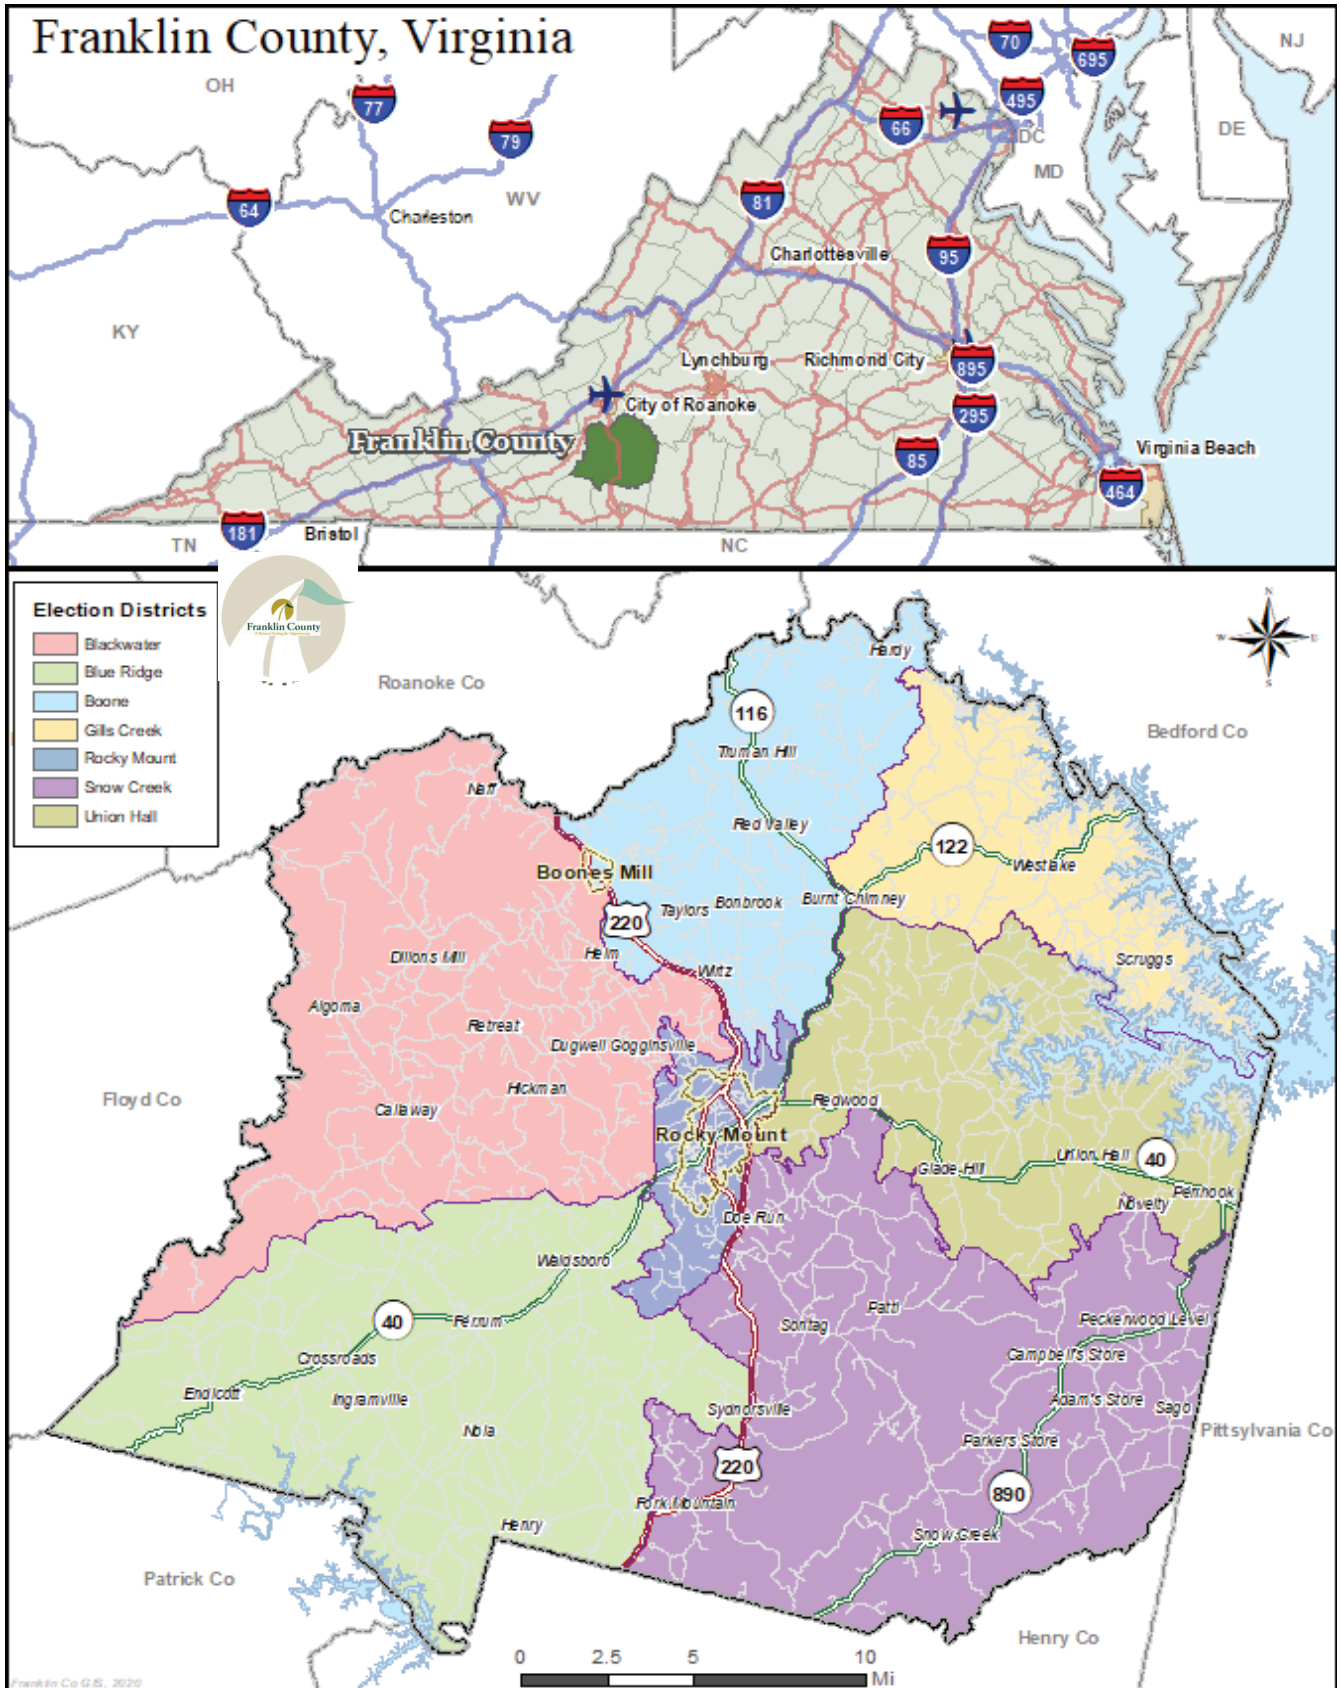 Franklin County, Virginia
OH
NJ
70
695
77
495
79
66
DC
DE
MD
64
WV
81
Charleston
Charlottesville
95
KY
Lynchburg
Richmond City
895
City of Roanoke
295
Franklin County
Virginia Beach
85
464
181
Bristol
TN
NC
Election Districts
Blackwater
Blue Ridge
Boone
Gills Creek
Rocky Mount
Snow Creek
Union Hall
Franklin County
N
W
E
S
Roanoke Co
Hardy
116
Bedford Co
Truman Hill
Naff
Red Valley
122
Westlake
Boones Mill
Taylors
Bonbrook
Burnt Chimney
220
Helm
Dillons Mill
Wirtz
Scruggs
Algoma
Retreat
Dugwell Gogginsville
Hickman
Floyd Co
Callaway
Redwood
Rocky Mount
Union Hall
40
Glade Hill
Penhook
Novelty
Doe Run
Waldsboro
40
Ferrum
Patti
Sontag
Peckerwood Level
Crossroads
Campbell's Store
Endicott
Ingramville
Adam's Store
Sago
Sydnorsville
Nola
Parkers Store
Pittsylvania Co
220
890
Fork Mountain
Henry
Snow Creek
Patrick Co
Henry Co
0 2.5 5 10
Mi
Franklin Co GIS, 2020